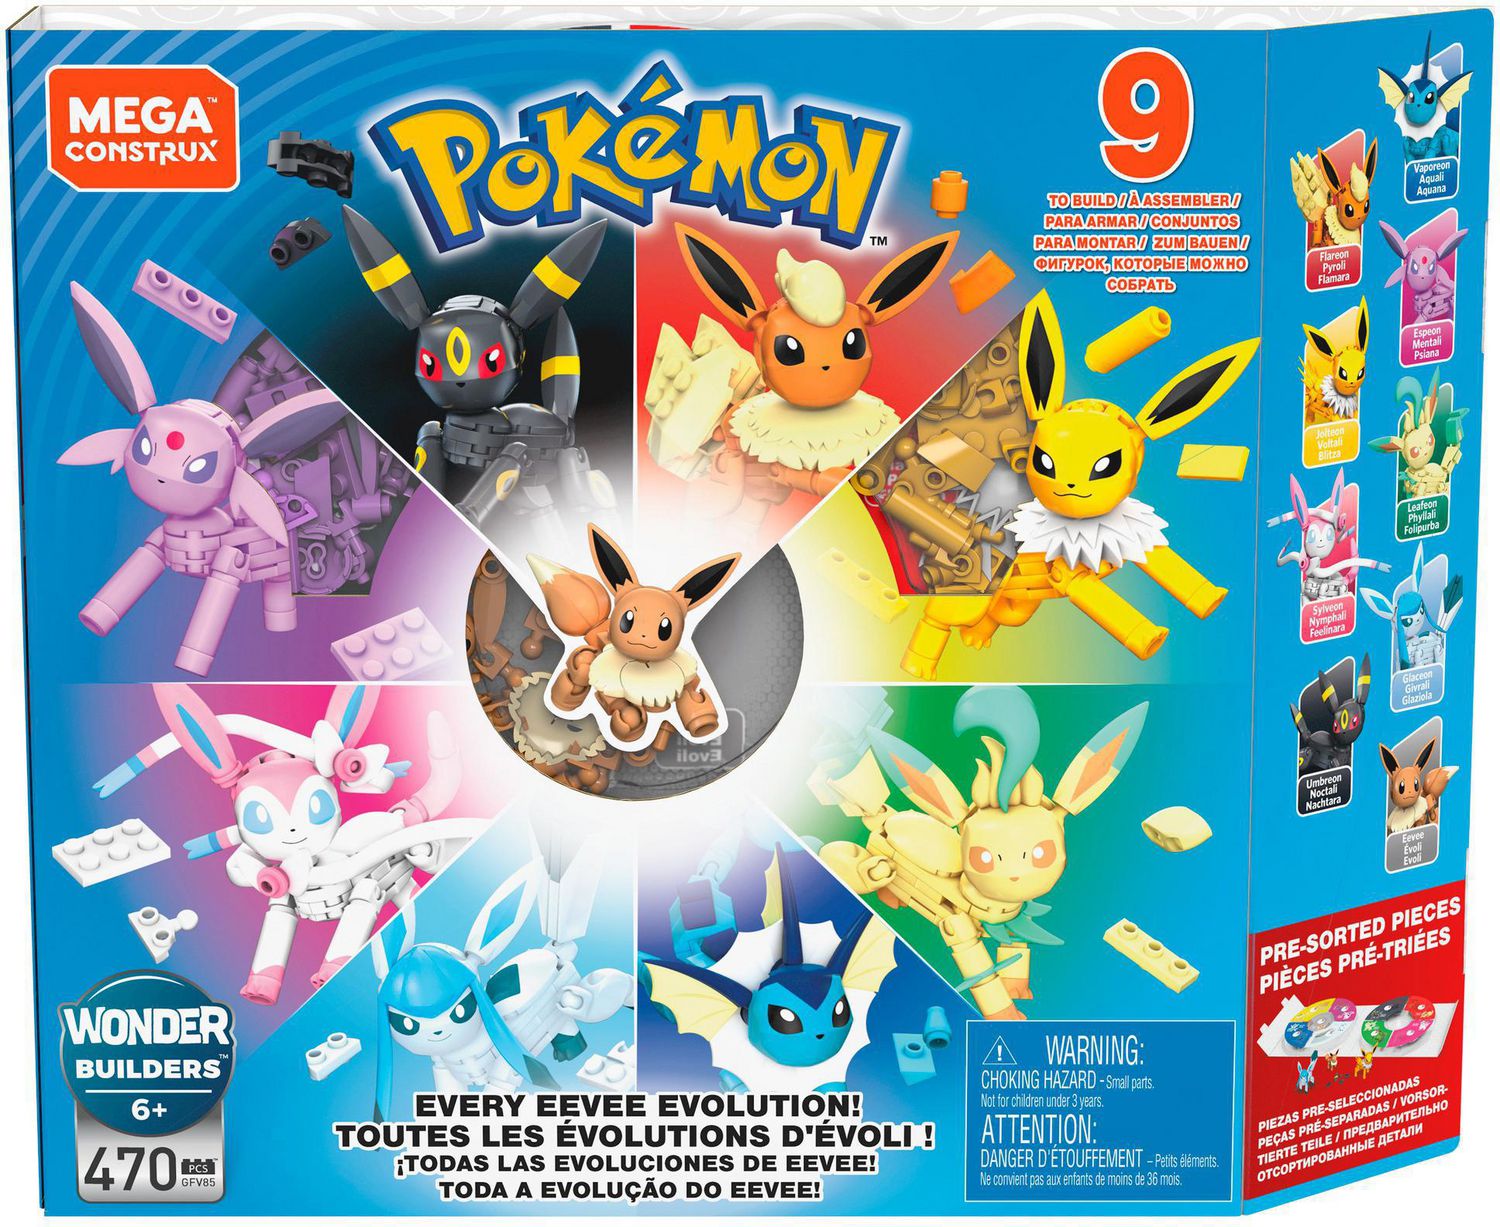 MEGA™
CONSTRUX
POKéMON™
9
TO BUILD / À ASSEMBLER /
PARA ARMAR / CONJUNTOS
PARA MONTAR / ZUM BAUEN /
ФИГУРОК, КОТОРЫЕ МОЖНО
СОБРАТЬ
Vaporeon
Aquali
Aquana
Flareon
Pyroli
Flamara
Espeon
Mentali
Psiana
Jolteon
Voltali
Blitza
Leafeon
Phyllali
Folipurba
Sylveon
Nymphali
Feelinara
Glaceon
Givrali
Glaziola
Umbreon
Noctali
Nachtara
Eevee
Évoli
Evoli
Evoli
WONDER
BUILDERS™
6+
470 PCS
GFV85
EVERY EEVEE EVOLUTION!
TOUTES LES ÉVOLUTIONS D'ÉVOLI !
¡TODAS LAS EVOLUCIONES DE EEVEE!
TODA A EVOLUÇÃO DO EEVEE!
WARNING:
CHOKING HAZARD - Small parts.
Not for children under 3 years.
ATTENTION:
DANGER D'ÉTOUFFEMENT - Petits éléments.
Ne convient pas aux enfants de moins de 36 mois.
PRE-SORTED PIECES
PIÈCES PRÉ-TRIÉES
PIEZAS PRE-SELECCIONADAS
PEÇAS PRÉ-SEPARADAS / VORSOR-
TIERTE TEILE / ПРЕДВАРИТЕЛЬНО
ОТСОРТИРОВАННЫЕ ДЕТАЛИ